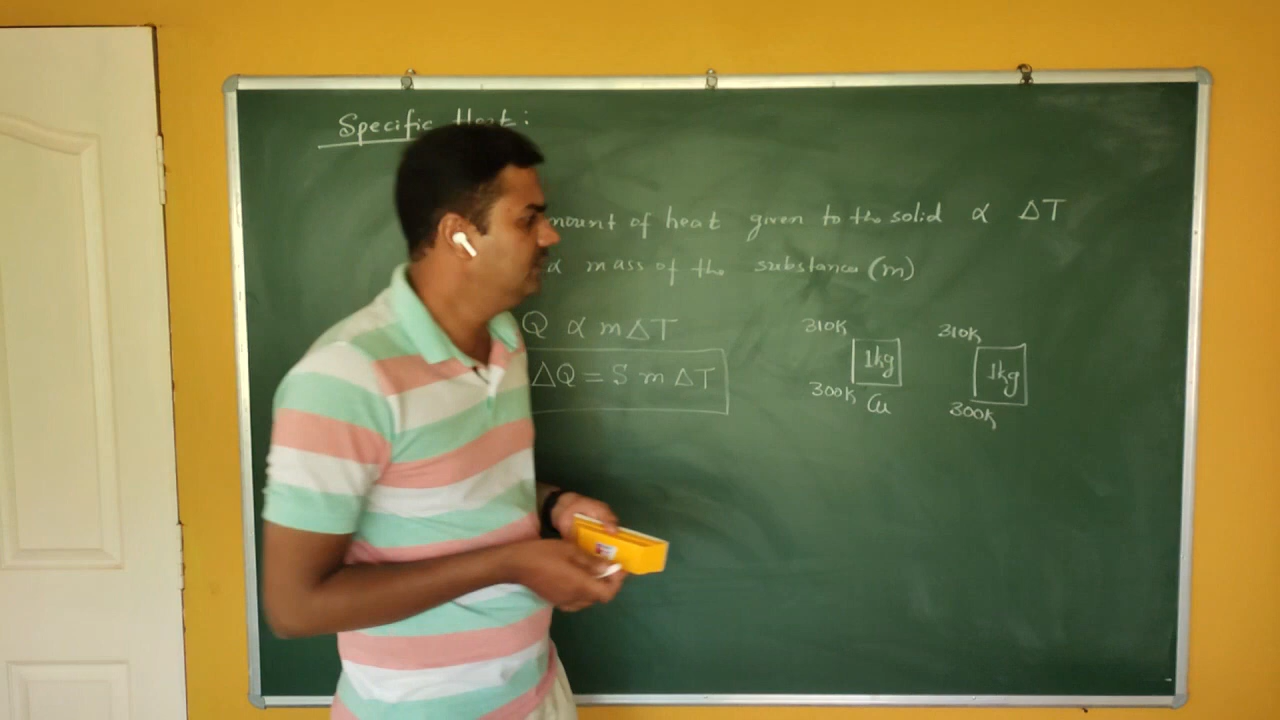 Specific Heat :
mount of heat given to the solid ∝ ΔT
∝ mass of the substance (m)
Q ∝ m ΔT
ΔQ = S m ΔT
310K
1kg
300K
Cu
310K
1kg
300K